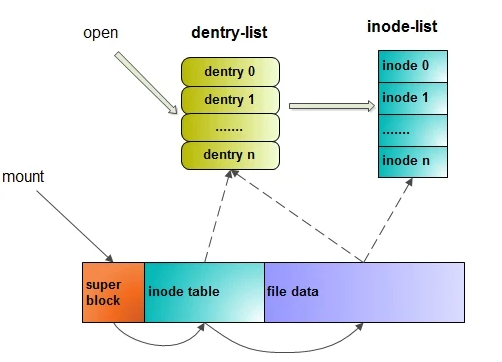 open
dentry-list
inode-list
dentry 0
dentry 1
.......
dentry n
inode 0
inode 1
.......
inode n
mount
super
block
inode table
file data